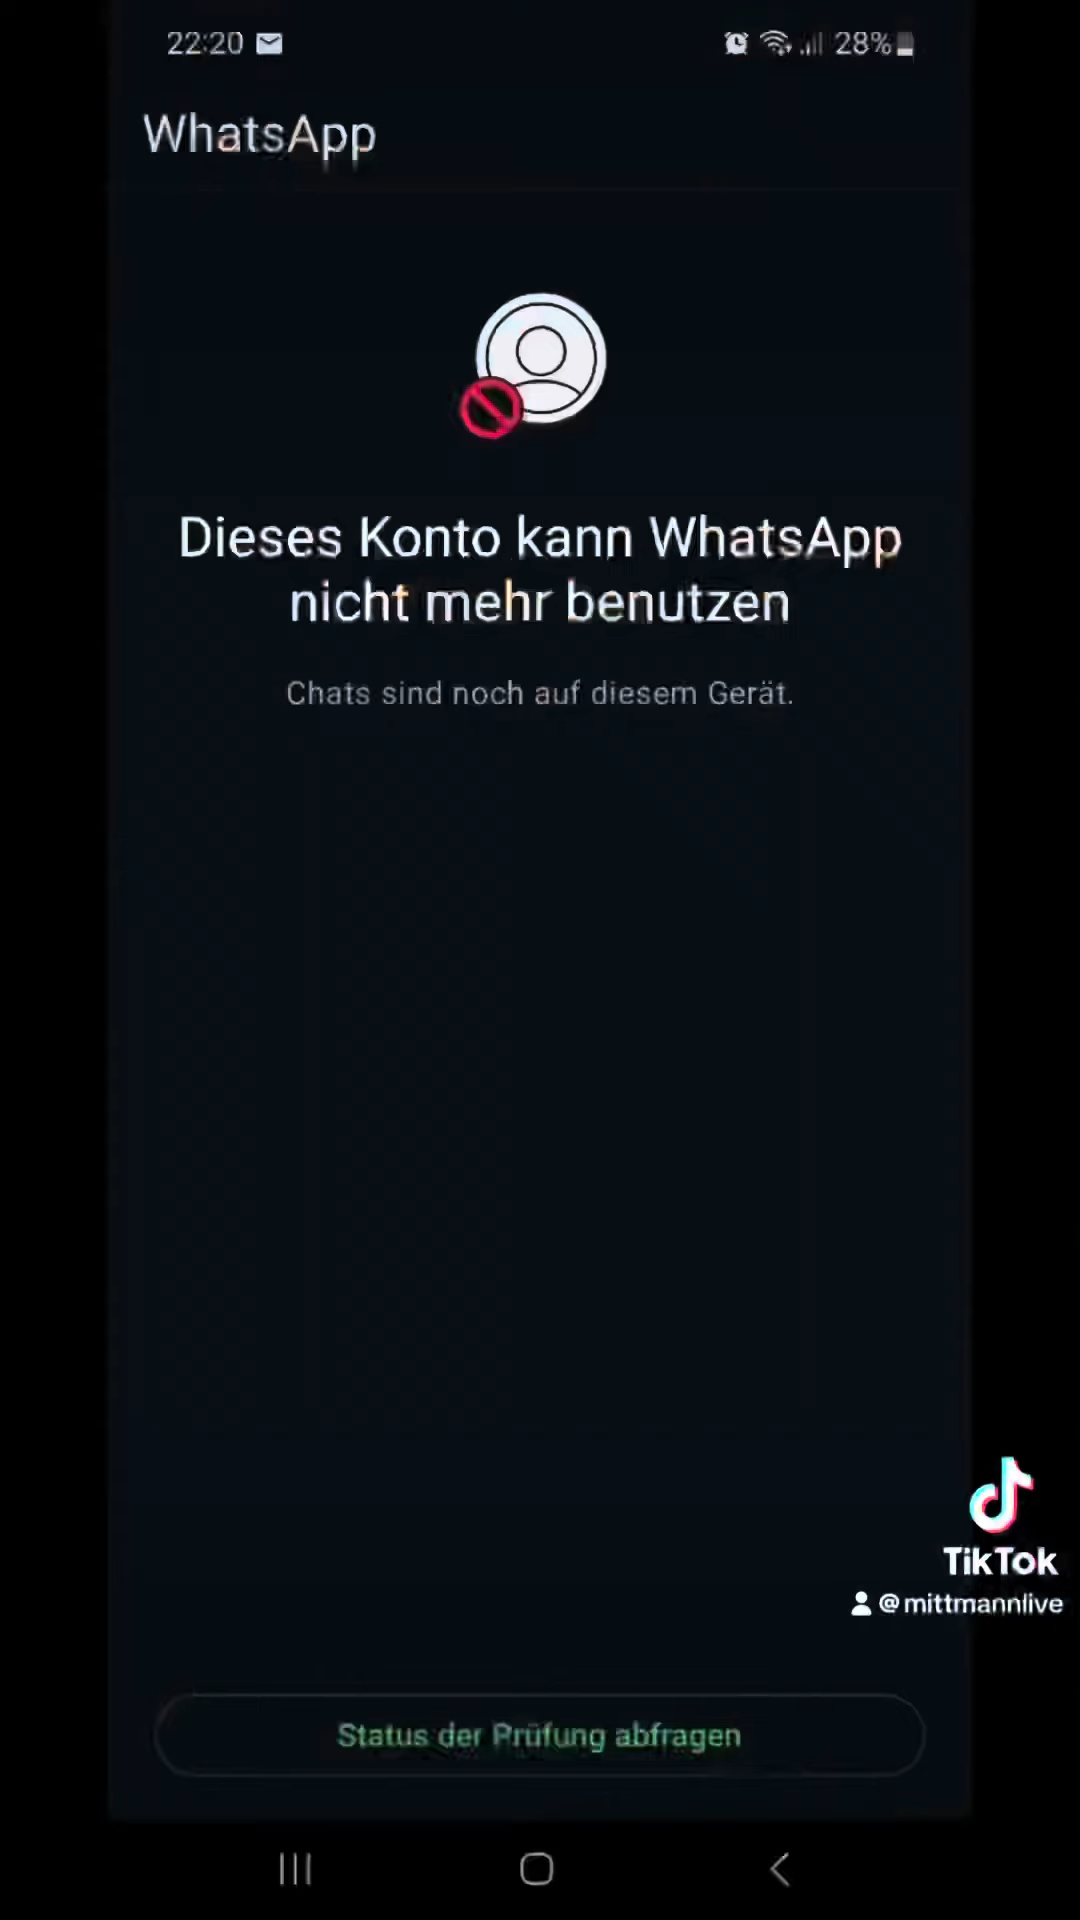 22:20
28%
WhatsApp
Dieses Konto kann WhatsApp
nicht mehr benutzen
Chats sind noch auf diesem Gerät.
TikTok
@mittmannlive
Status der Prüfung abfragen